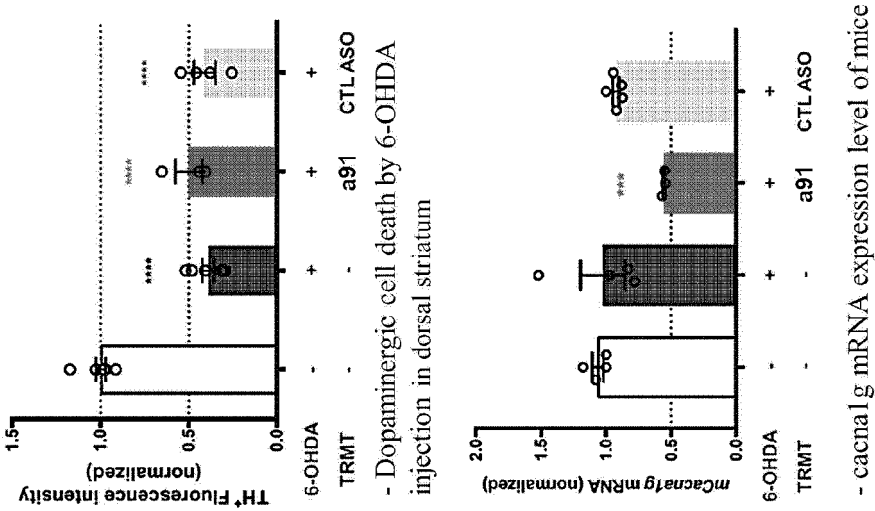 TH+ Fluorescence intensity
(normalized)
1.5
1.0
0.5
0.0
****
****
****
6-OHDA - + + +
TRMT - - a91 CTL ASO
- Dopaminergic cell death by 6-OHDA
injection in dorsal striatum
mCacna1g mRNA (normalized)
2.0
1.5
1.0
0.5
0.0
***
6-OHDA - + + +
TRMT - - a91 CTL ASO
- cacna1g mRNA expression level of mice